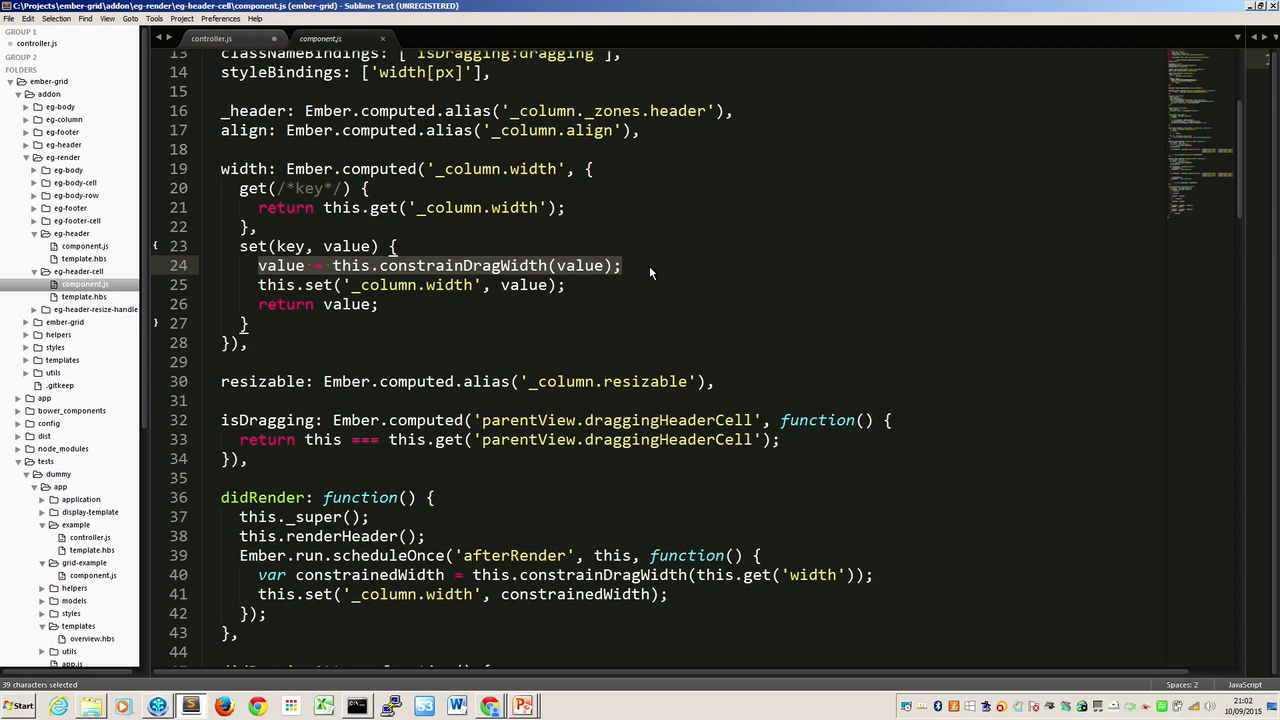 C:\Projects\ember-grid\addon\eg-render\eg-header-cell\component.js (ember-grid) - Sublime Text (UNREGISTERED)
File Edit Selection Find View Goto Tools Project Preferences Help
GROUP 1
controller.js
GROUP 2
FOLDERS
ember-grid
addon
eg-body
eg-column
eg-footer
eg-header
eg-render
eg-body
eg-body-cell
eg-body-row
eg-footer
eg-footer-cell
eg-header
component.js
template.hbs
eg-header-cell
component.js
template.hbs
eg-header-resize-handle
ember-grid
helpers
styles
templates
utils
.gitkeep
app
bower_components
config
dist
node_modules
tests
dummy
app
application
display-template
example
controller.js
template.hbs
grid-example
component.js
helpers
models
styles
templates
overview.hbs
utils
app.js
controller.js component.js
13 classNameBindings: ['isDragging:dragging'],
14 styleBindings: ['width[px]'],
15
16 _header: Ember.computed.alias('_column._zones.header'),
17 align: Ember.computed.alias('_column.align'),
18
19 width: Ember.computed('_column.width', {
20 get(/*key*/) {
21 return this.get('_column.width');
22 },
23 set(key, value) {
24 value = this.constrainDragWidth(value);
25 this.set('_column.width', value);
26 return value;
27 }
28 }),
29
30 resizable: Ember.computed.alias('_column.resizable'),
31
32 isDragging: Ember.computed('parentView.draggingHeaderCell', function() {
33 return this === this.get('parentView.draggingHeaderCell');
34 }),
35
36 didRender: function() {
37 this._super();
38 this.renderHeader();
39 Ember.run.scheduleOnce('afterRender', this, function() {
40 var constrainedWidth = this.constrainDragWidth(this.get('width'));
41 this.set('_column.width', constrainedWidth);
42 });
43 },
44
39 characters selected Spaces: 2 JavaScript
Start 21:02
10/09/2015